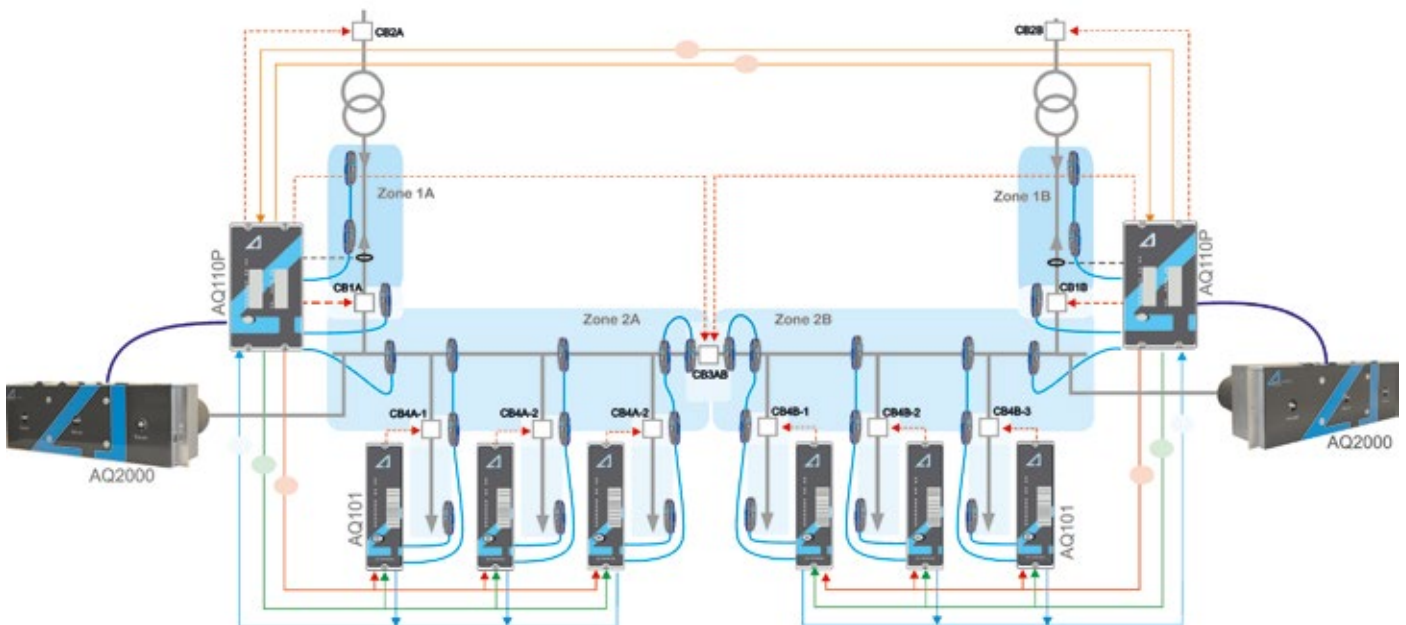 CB2A
CB2B
Zone 1A
Zone 1B
AQ110P
AQ110P
CB1A
CB1B
Zone 2A
Zone 2B
CB3AB
CB4A-1
CB4A-2
CB4A-2
CB4B-1
CB4B-2
CB4B-3
AQ2000
AQ2000
AQ101
AQ101